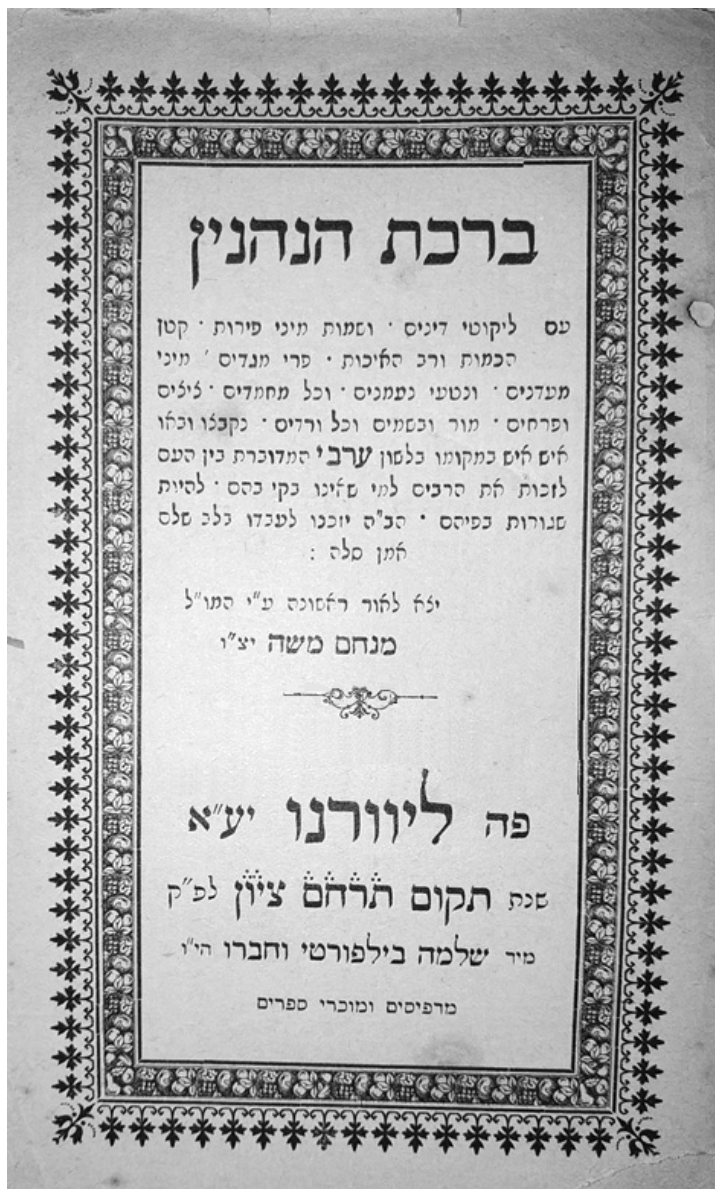 ברכת הנהנין
עם ליקוטי דינים · ושמות מיני פירות · קטן
הכמות ורב האיכות · פרי מגדים ׳ מיני
מעדנים · ונטעי נעמנים · וכל מחמדים · ציצים
ופרחים · מור ובשמים וכל ורדים · נקבצו ובאו
איש איש במקומו בלשון ערבי המדוברת בין העם
לזכות את הרבים למי שאינו בקי בהם · להיות
שגורות בפיהם · הב"ה יזכנו לעבדו בלב שלם
אמן סלה :
יצא לאור ראשונה ע"י המו"ל
מנחם משה יצ"ו
פה ליוורנו יע"א
שנת תקום תרחם ציון לפ"ק
מיד שלמה בילפורטי וחברו הי"ו
מדפיסים ומוכרי ספרים